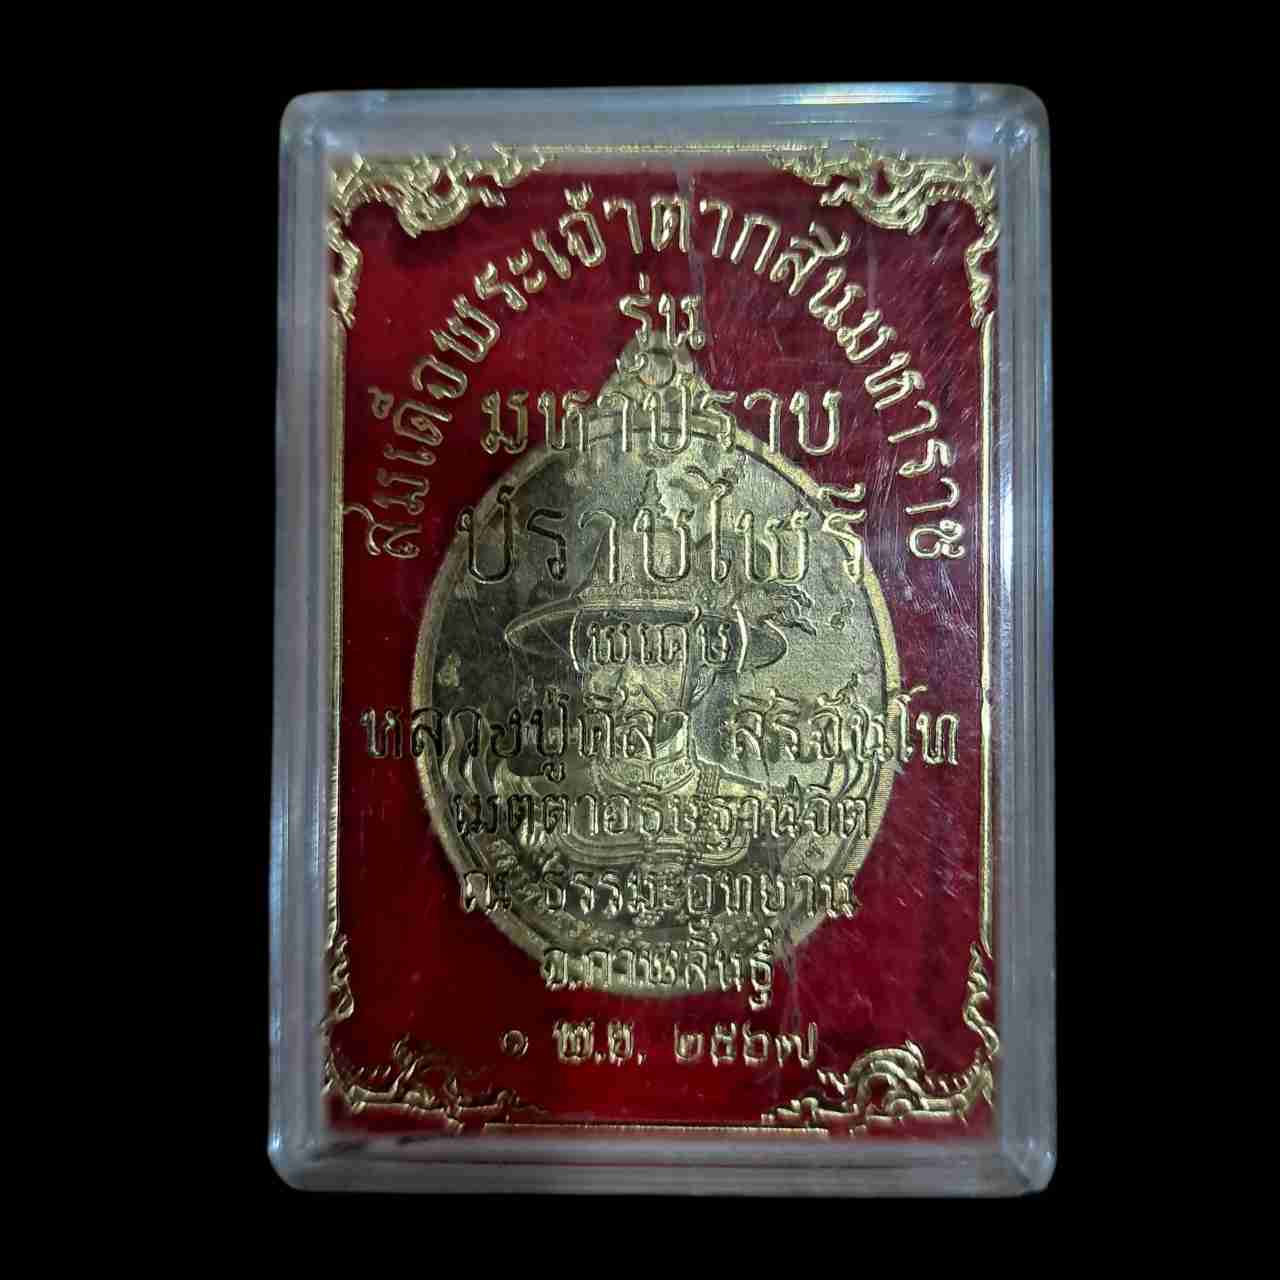 สมเด็จพระเจ้าตากสินมหาราช
รุ่น
มหาปราบ
ปราบไพรี
(พิเศษ)
หลวงปู่ศิลา สิริจันโท
เมตตาอธิษฐานจิต
ณ ธรรมะอุทยาน
จ.กาฬสินธุ์
๑ พ.ย. ๒๕๖๗